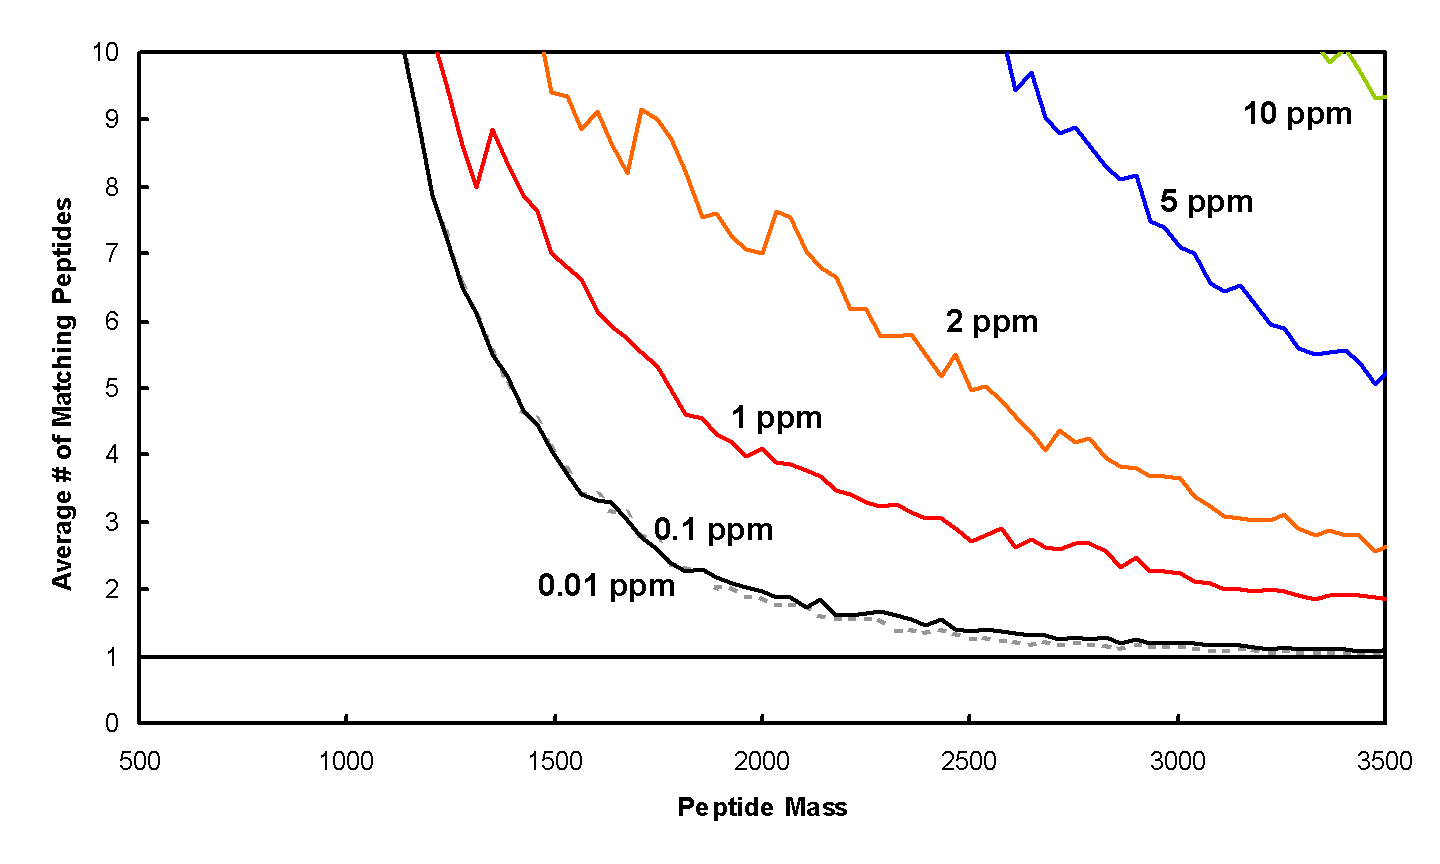 10
9
8
7
6
5
4
3
2
1
0
Average # of Matching Peptides
10 ppm
5 ppm
2 ppm
1 ppm
0.1 ppm
0.01 ppm
500 1000 1500 2000 2500 3000 3500
Peptide Mass